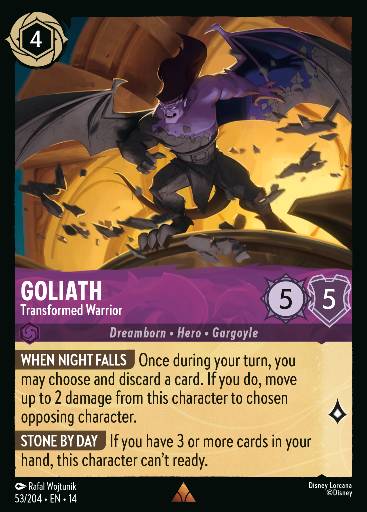 4
GOLIATH
Transformed Warrior
5
5
Dreamborn • Hero • Gargoyle
WHEN NIGHT FALLS Once during your turn, you
may choose and discard a card. If you do, move
up to 2 damage from this character to chosen
opposing character.
STONE BY DAY If you have 3 or more cards in your
hand, this character can't ready.
Rafal Wojtunik
53/204 • EN • 14
Disney Lorcana
©Disney